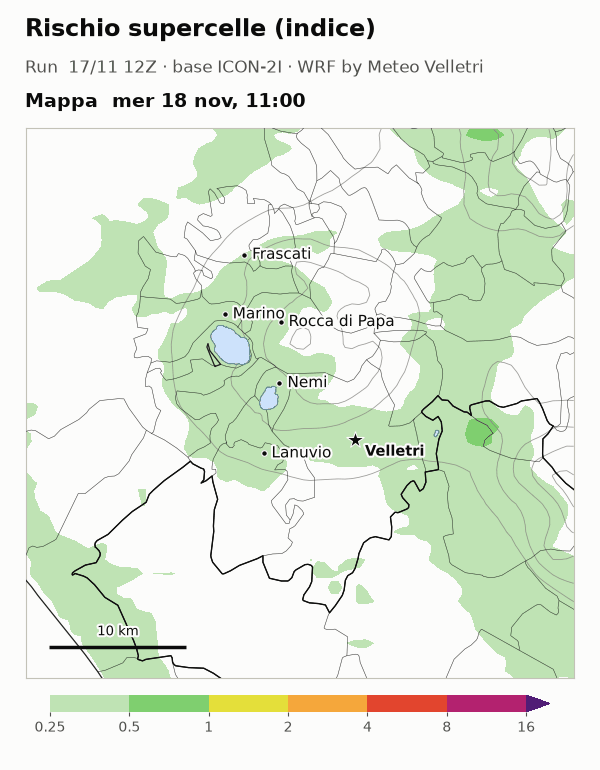 Rischio supercelle (indice)
Run  17/11 12Z · base ICON-2I · WRF by Meteo Velletri
Mappa  mer 18 nov, 11:00
Frascati
Marino
Rocca di Papa
Nemi
Velletri
Lanuvio
10 km
0.25 0.5 1 2 4 8 16